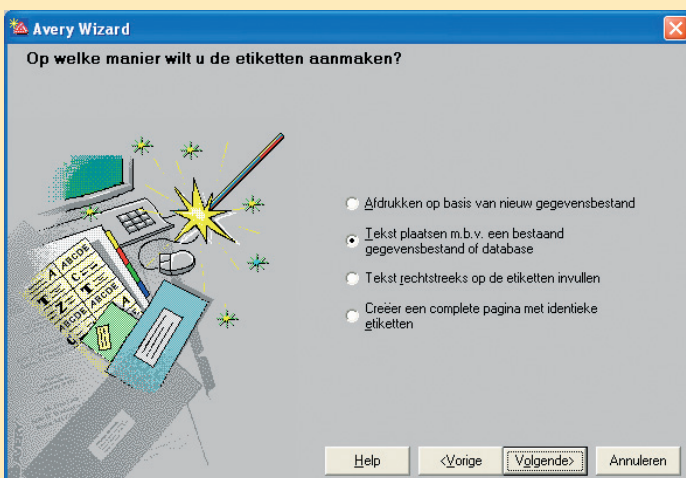 Avery Wizard
Op welke manier wilt u de etiketten aanmaken?
Afdrukken op basis van nieuw gegevensbestand
Tekst plaatsen m.b.v. een bestaand
gegevensbestand of database
Tekst rechtstreeks op de etiketten invullen
Creëer een complete pagina met identieke
etiketten
ABCDE
ABCDE
Help
<Vorige
Volgende>
Annuleren